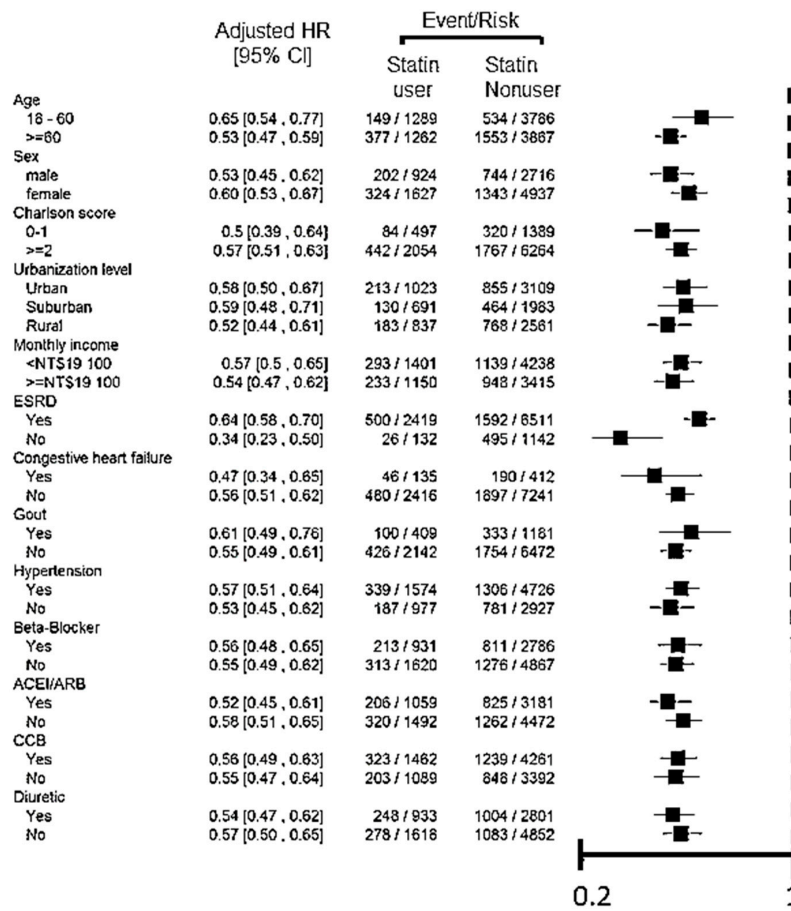 Adjusted HR Event/Risk
[95% CI] Statin Statin
user Nonuser
Age
18 - 60 0.65 [0.54 , 0.77] 149 / 1289 534 / 3786
>=60 0.53 [0.47 , 0.59] 377 / 1262 1553 / 3867
Sex
male 0.53 [0.45 , 0.62] 202 / 924 744 / 2716
female 0.60 [0.53 , 0.67] 324 / 1627 1343 / 4937
Charlson score
0-1 0.5 [0.39 , 0.64] 84 / 497 320 / 1389
>=2 0.57 [0.51 , 0.63] 442 / 2054 1767 / 6264
Urbanization level
Urban 0.58 [0.50 , 0.67] 213 / 1023 855 / 3109
Suburban 0.59 [0.48 , 0.71] 130 / 691 464 / 1983
Rural 0.52 [0.44 , 0.61] 183 / 837 768 / 2561
Monthly income
<NT$19 100 0.57 [0.5 , 0.65] 293 / 1401 1139 / 4238
>=NT$19 100 0.54 [0.47 , 0.62] 233 / 1150 948 / 3415
ESRD
Yes 0.64 [0.58 , 0.70] 500 / 2419 1592 / 6511
No 0.34 [0.23 , 0.50] 26 / 132 495 / 1142
Congestive heart failure
Yes 0.47 [0.34 , 0.65] 46 / 135 190 / 412
No 0.56 [0.51 , 0.62] 480 / 2416 1897 / 7241
Gout
Yes 0.61 [0.49 , 0.76] 100 / 409 333 / 1181
No 0.55 [0.49 , 0.61] 426 / 2142 1754 / 6472
Hypertension
Yes 0.57 [0.51 , 0.64] 339 / 1574 1306 / 4726
No 0.53 [0.45 , 0.62] 187 / 977 781 / 2927
Beta-Blocker
Yes 0.56 [0.48 , 0.65] 213 / 931 811 / 2786
No 0.55 [0.49 , 0.62] 313 / 1620 1276 / 4867
ACEI/ARB
Yes 0.52 [0.45 , 0.61] 206 / 1059 825 / 3181
No 0.58 [0.51 , 0.65] 320 / 1492 1262 / 4472
CCB
Yes 0.56 [0.49 , 0.63] 323 / 1462 1239 / 4261
No 0.55 [0.47 , 0.64] 203 / 1089 848 / 3392
Diuretic
Yes 0.54 [0.47 , 0.62] 248 / 933 1004 / 2801
No 0.57 [0.50 , 0.65] 278 / 1618 1083 / 4852
0.2